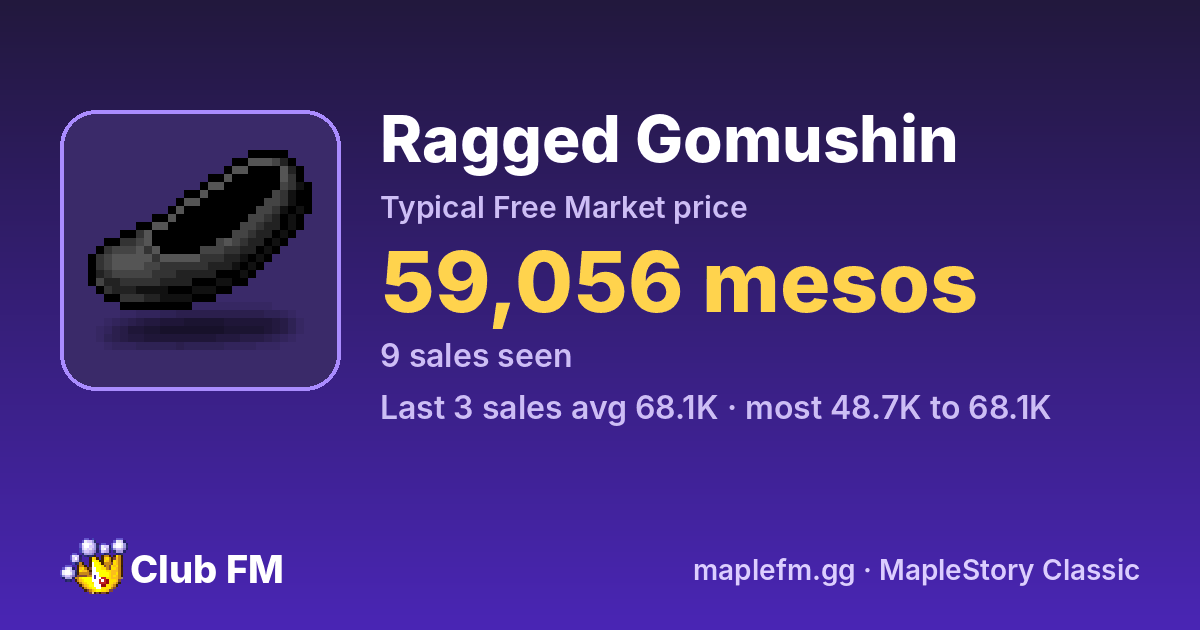 Ragged Gomushin
Typical Free Market price
59,056 mesos
9 sales seen
Last 3 sales avg 68.1K · most 48.7K to 68.1K
Club FM
maplefm.gg · MapleStory Classic